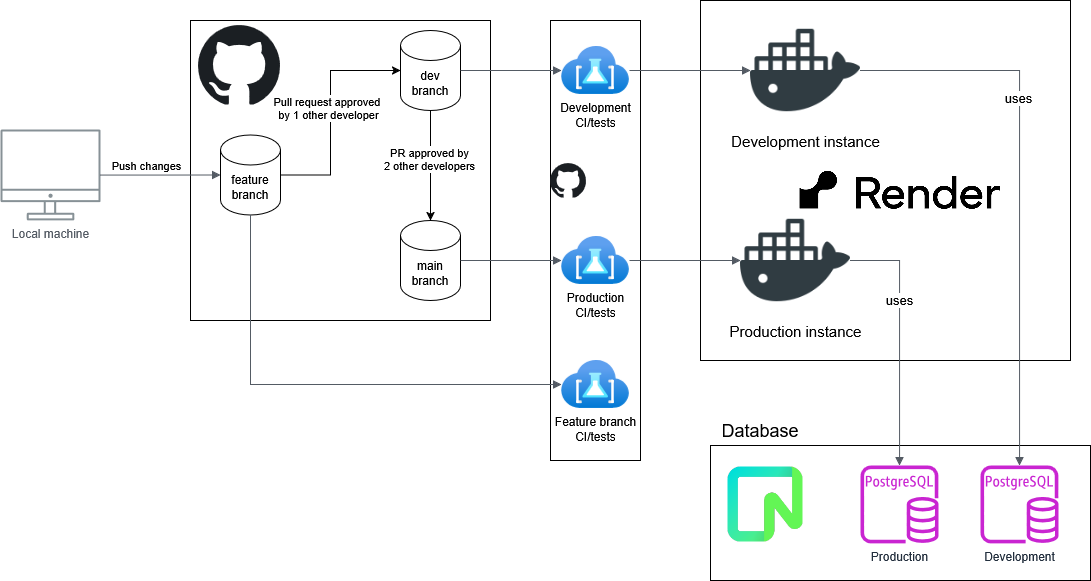 Local machine
Push changes
feature
branch
Pull request approved
by 1 other developer
dev
branch
PR approved by
2 other developers
main
branch
Development
CI/tests
Production
CI/tests
Feature branch
CI/tests
Development instance
uses
Render
Production instance
uses
Database
PostgreSQL
Production
PostgreSQL
Development